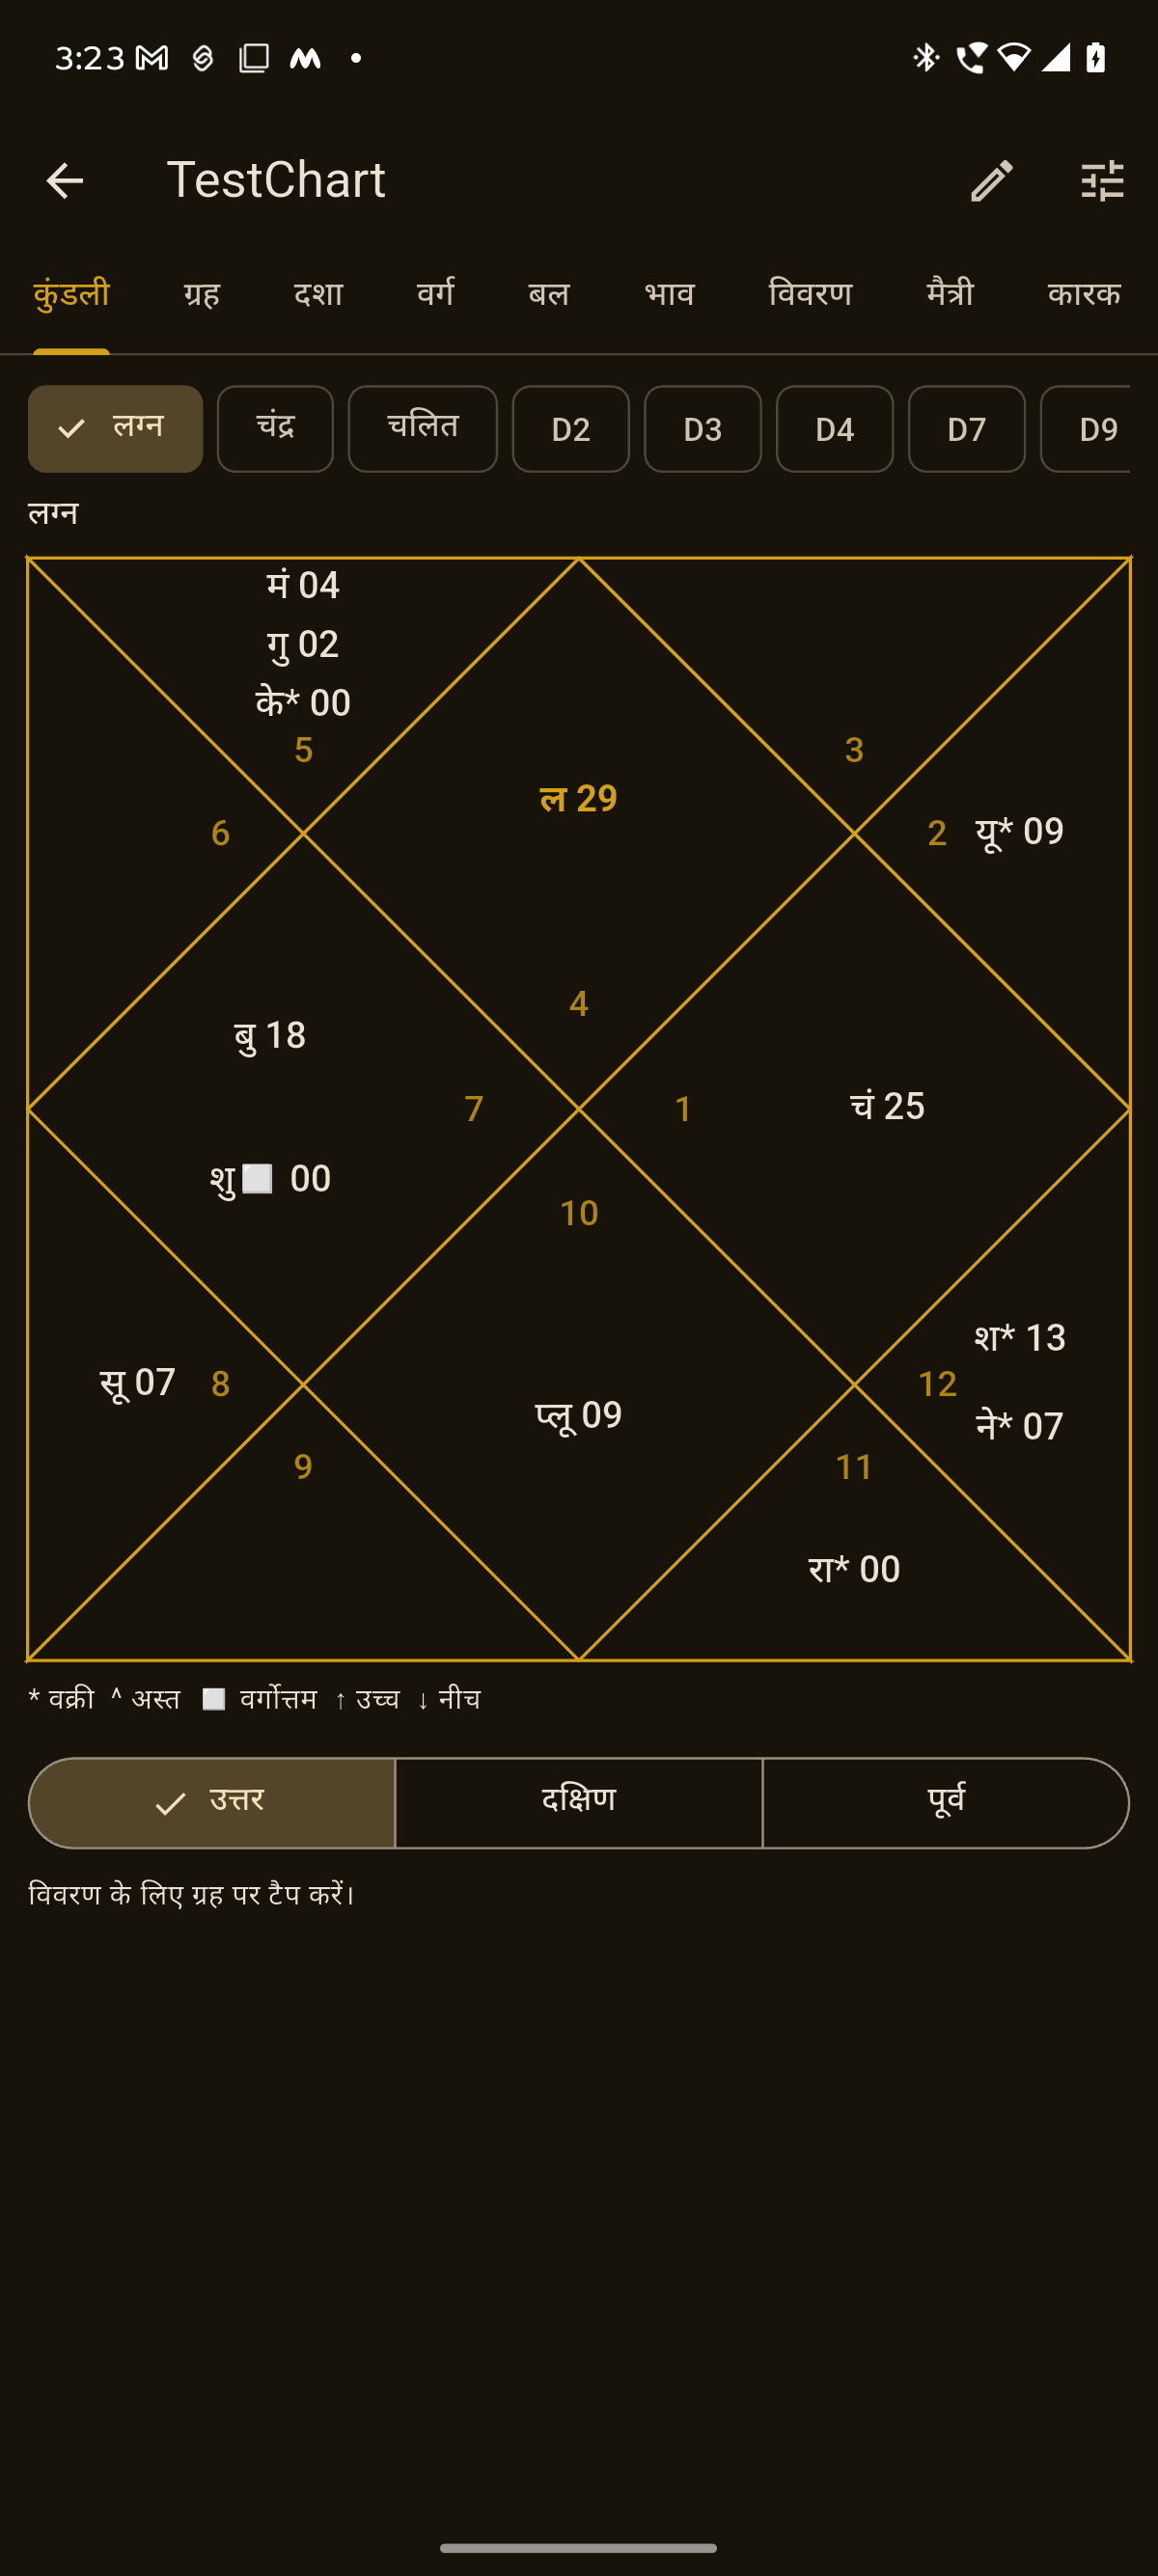 3:23
TestChart
कुंडली ग्रह दशा वर्ग बल भाव विवरण मैत्री कारक
लग्न चंद्र चलित D2 D3 D4 D7 D9
लग्न
मं 04
गु 02
के* 00
5 3
ल 29
6 2 यू* 09
4
बु 18
7 1 चं 25
शु⬜ 00
10
श* 13
सू 07 8 12
प्लू 09 ने* 07
9 11
रा* 00
* वक्री ^ अस्त ⬜ वर्गोत्तम ↑ उच्च ↓ नीच
उत्तर दक्षिण पूर्व
विवरण के लिए ग्रह पर टैप करें।